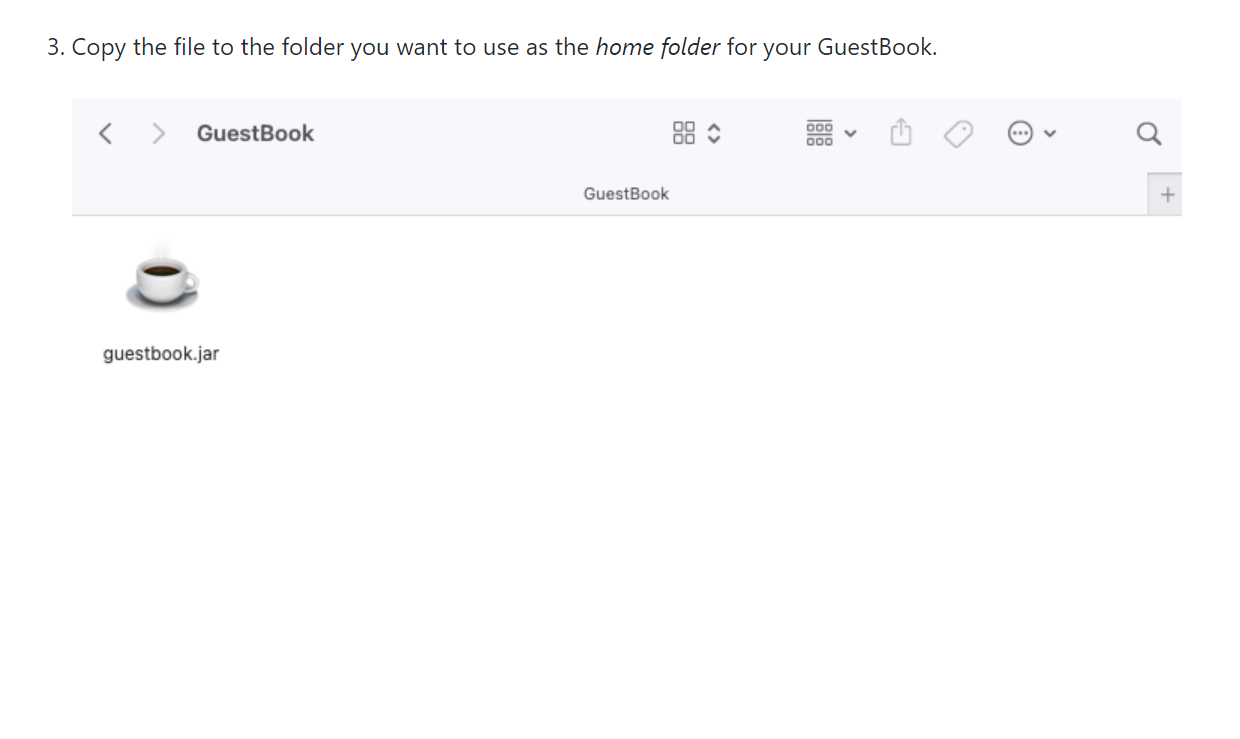 3. Copy the file to the folder you want to use as the home folder for your GuestBook.
GuestBook
GuestBook
+
guestbook.jar